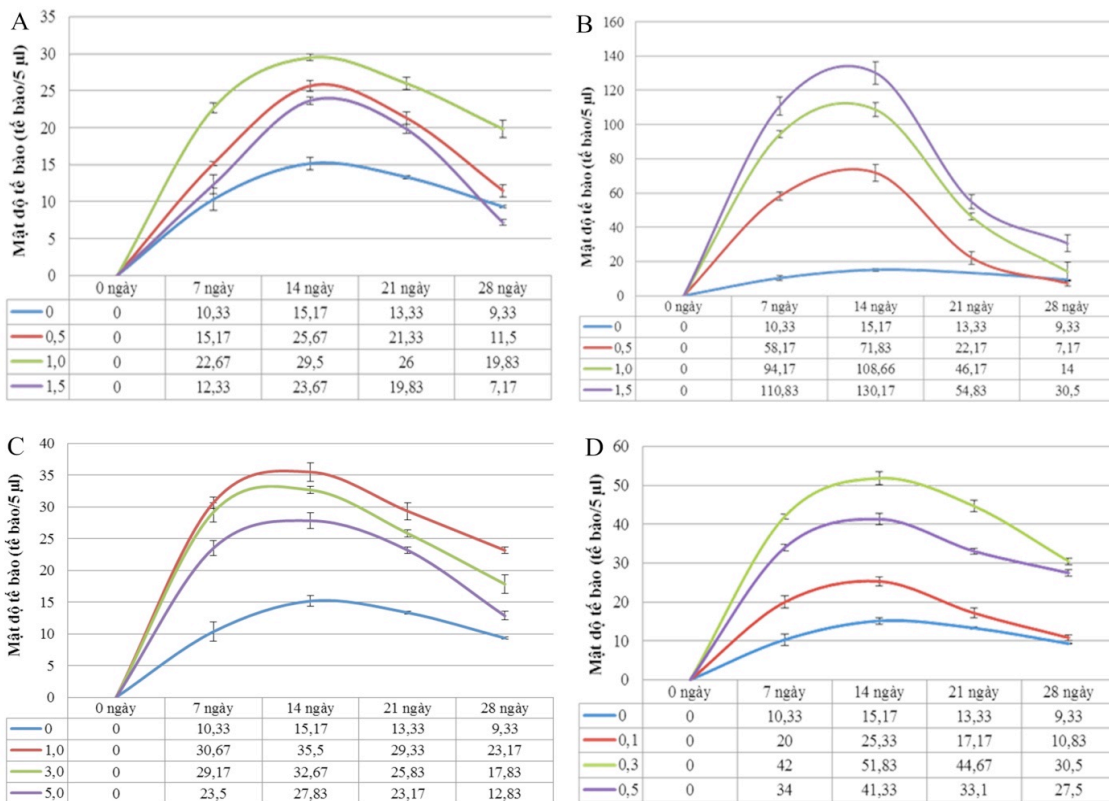 A
Mật độ tế bào (tế bào/5 µl)
35
30
25
20
15
10
5
0
0 ngày 7 ngày 14 ngày 21 ngày 28 ngày
0 0 10,33 15,17 13,33 9,33
0,5 0 15,17 25,67 21,33 11,5
1,0 0 22,67 29,5 26 19,83
1,5 0 12,33 23,67 19,83 7,17
B
Mật độ tế bào (tế bào/5 µl)
160
140
120
100
80
60
40
20
0
0 ngày 7 ngày 14 ngày 21 ngày 28 ngày
0 0 10,33 15,17 13,33 9,33
0,5 0 58,17 71,83 22,17 7,17
1,0 0 94,17 108,66 46,17 14
1,5 0 110,83 130,17 54,83 30,5
C
Mật độ tế bào (tế bào/5 µl)
40
35
30
25
20
15
10
5
0
0 ngày 7 ngày 14 ngày 21 ngày 28 ngày
0 0 10,33 15,17 13,33 9,33
1,0 0 30,67 35,5 29,33 23,17
3,0 0 29,17 32,67 25,83 17,83
5,0 0 23,5 27,83 23,17 12,83
D
Mật độ tế bào (tế bào/5 µl)
60
50
40
30
20
10
0
0 ngày 7 ngày 14 ngày 21 ngày 28 ngày
0 0 10,33 15,17 13,33 9,33
0,1 0 20 25,33 17,17 10,83
0,3 0 42 51,83 44,67 30,5
0,5 0 34 41,33 33,1 27,5